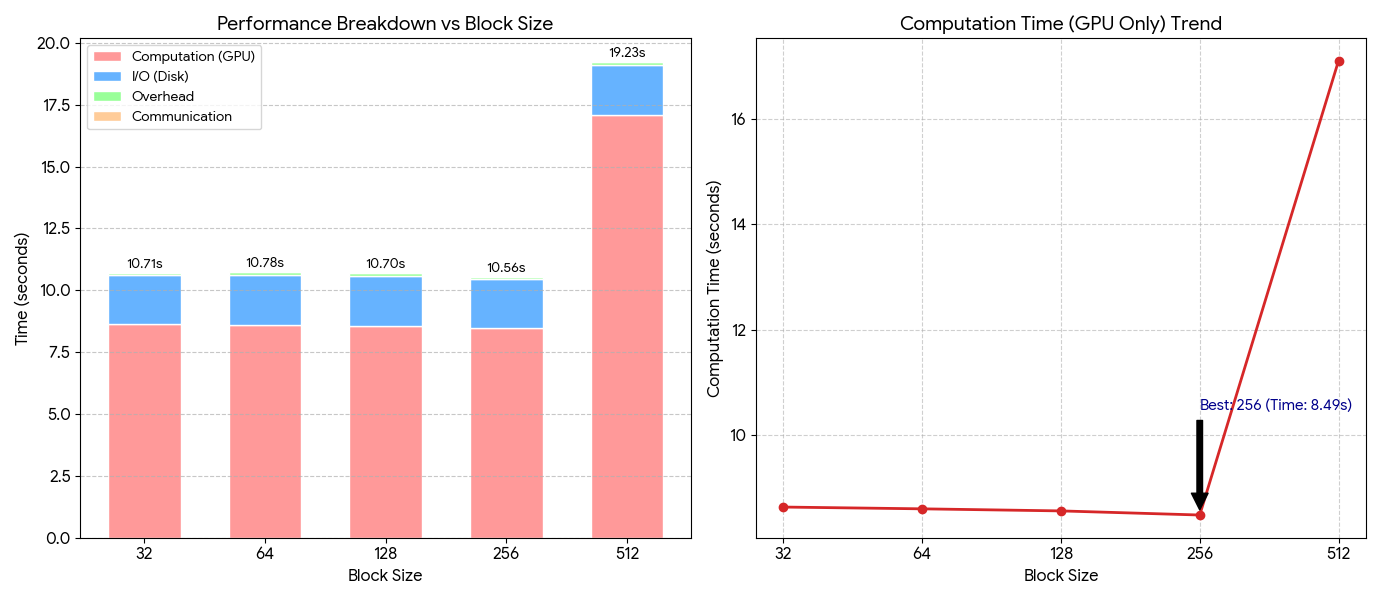 Performance Breakdown vs Block Size
Time (seconds)
20.0
17.5
15.0
12.5
10.0
7.5
5.0
2.5
0.0
Computation (GPU)
I/O (Disk)
Overhead
Communication
10.71s
10.78s
10.70s
10.56s
19.23s
32
64
128
256
512
Block Size
Computation Time (GPU Only) Trend
Computation Time (seconds)
16
14
12
10
Best: 256 (Time: 8.49s)
32
64
128
256
512
Block Size